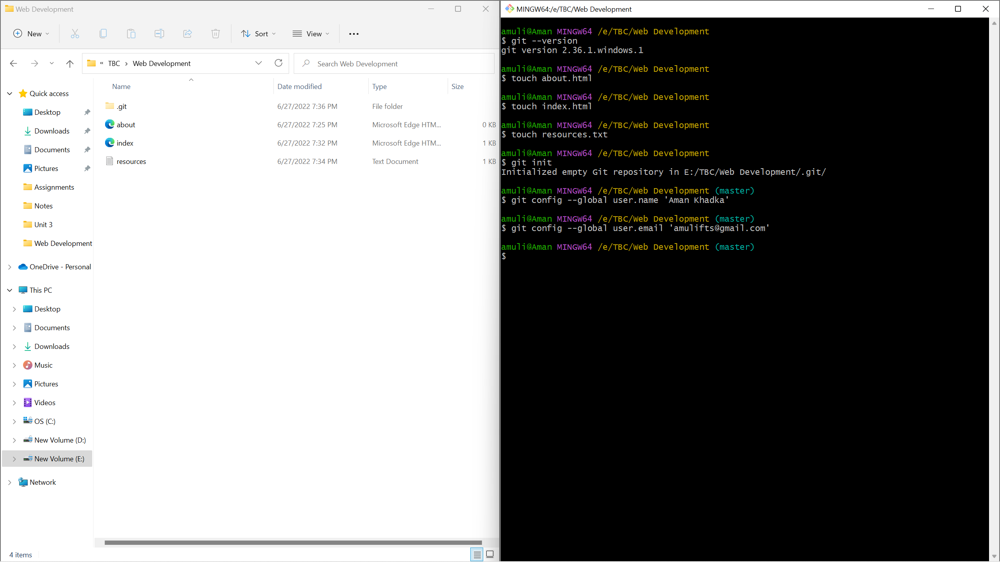 Web Development
New
Sort
View
« TBC › Web Development
Search Web Development
Name
Date modified
Type
Size
.git
6/27/2022 7:36 PM
File folder
about
6/27/2022 7:25 PM
Microsoft Edge HTM...
0 KB
index
6/27/2022 7:32 PM
Microsoft Edge HTM...
1 KB
resources
6/27/2022 7:34 PM
Text Document
1 KB
Quick access
Desktop
Downloads
Documents
Pictures
Assignments
Notes
Unit 3
Web Development
OneDrive - Personal
This PC
Desktop
Documents
Downloads
Music
Pictures
Videos
OS (C:)
New Volume (D:)
New Volume (E:)
Network
4 items
MINGW64:/e/TBC/Web Development
amuli@Aman MINGW64 /e/TBC/Web Development
$ git --version
git version 2.36.1.windows.1
amuli@Aman MINGW64 /e/TBC/Web Development
$ touch about.html
amuli@Aman MINGW64 /e/TBC/Web Development
$ touch index.html
amuli@Aman MINGW64 /e/TBC/Web Development
$ touch resources.txt
amuli@Aman MINGW64 /e/TBC/Web Development
$ git init
Initialized empty Git repository in E:/TBC/Web Development/.git/
amuli@Aman MINGW64 /e/TBC/Web Development (master)
$ git config --global user.name 'Aman Khadka'
amuli@Aman MINGW64 /e/TBC/Web Development (master)
$ git config --global user.email 'amulifts@gmail.com'
amuli@Aman MINGW64 /e/TBC/Web Development (master)
$